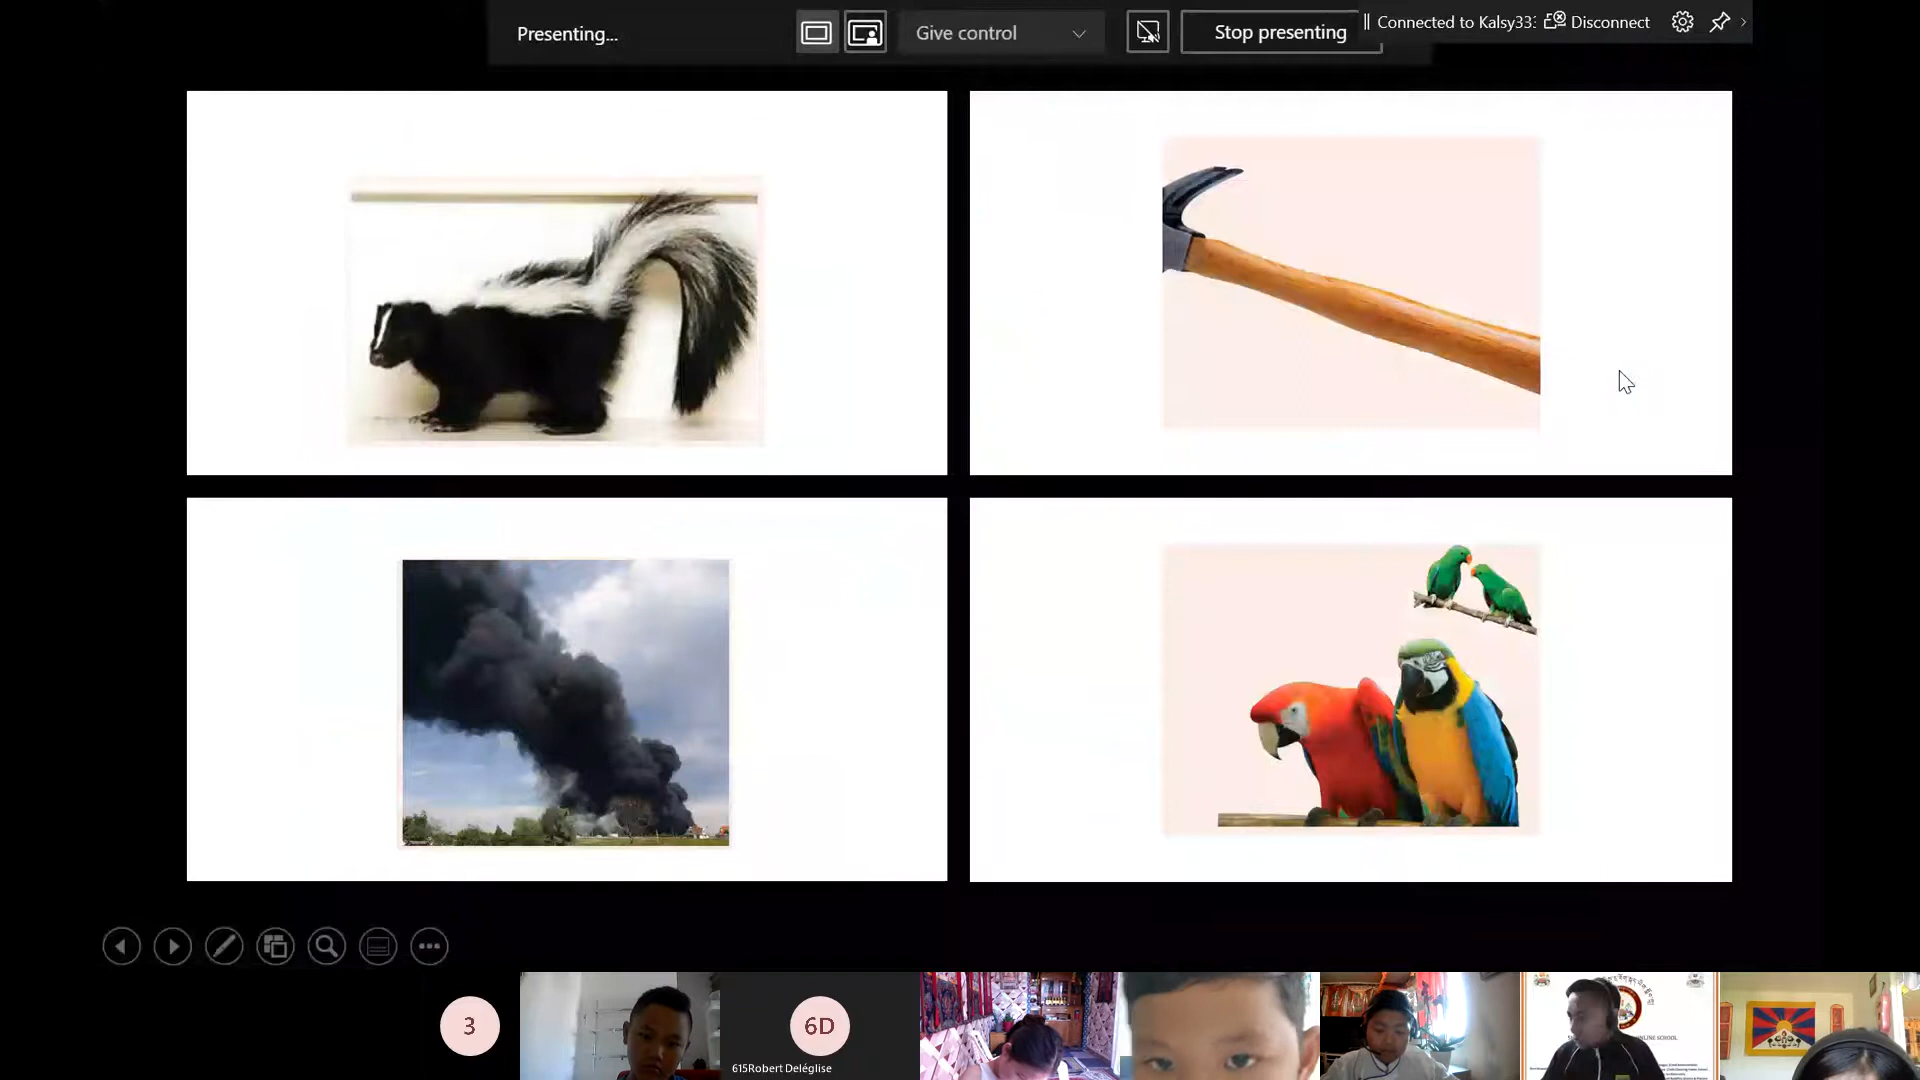 Presenting...
Give control
Stop presenting
Connected to Kalsy33:
Disconnect
3
6D
615Robert Deléglise